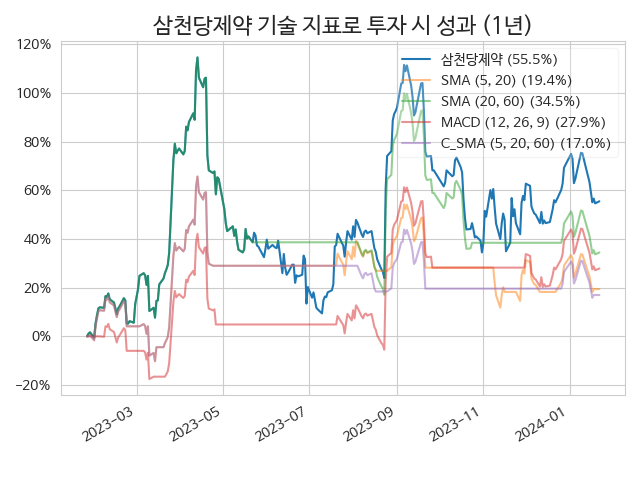 삼천당제약 기술 지표로 투자 시 성과 (1년)
120%
100%
80%
60%
40%
20%
0%
−20%
삼천당제약 (55.5%)
SMA (5, 20) (19.4%)
SMA (20, 60) (34.5%)
MACD (12, 26, 9) (27.9%)
C_SMA (5, 20, 60) (17.0%)
2023−03
2023−05
2023−07
2023−09
2023−11
2024−01